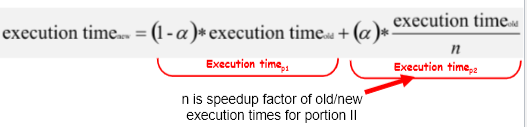 execution time_new = (1 - α)* execution time_old + (α)* execution time_old / n
Execution time_p1 Execution time_p2
n is speedup factor of old/new
execution times for portion II